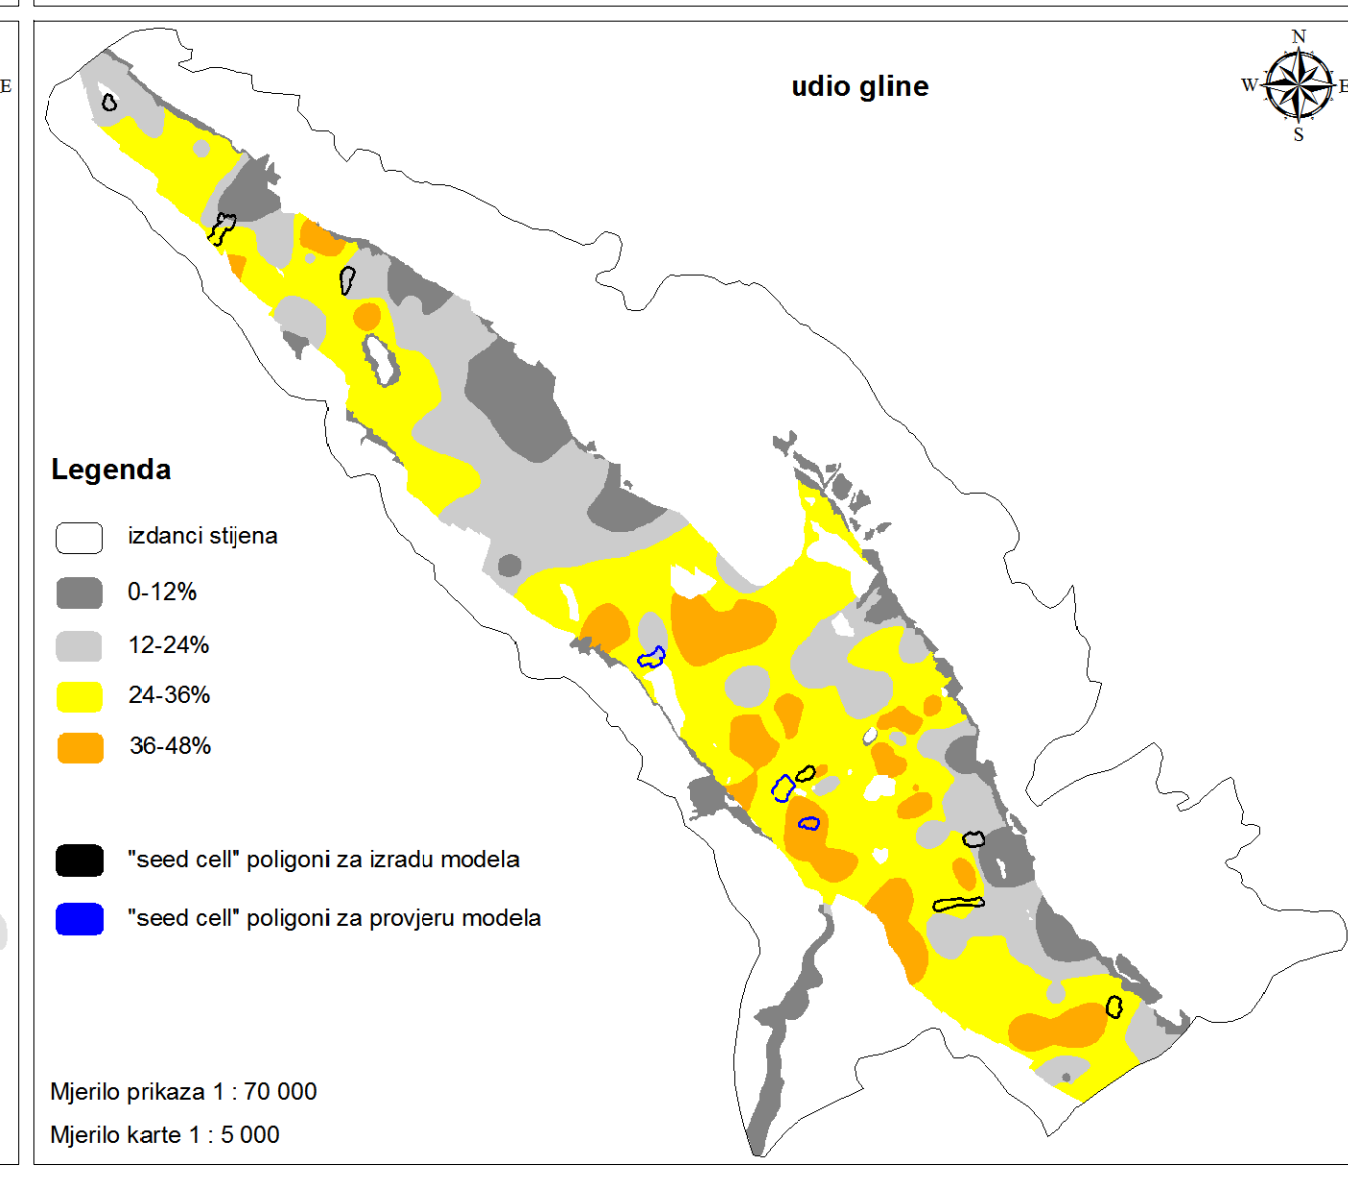 E
udio gline
N
W
E
S
Legenda
izdanci stijena
0-12%
12-24%
24-36%
36-48%
"seed cell" poligoni za izradu modela
"seed cell" poligoni za provjeru modela
Mjerilo prikaza 1 : 70 000
Mjerilo karte 1 : 5 000